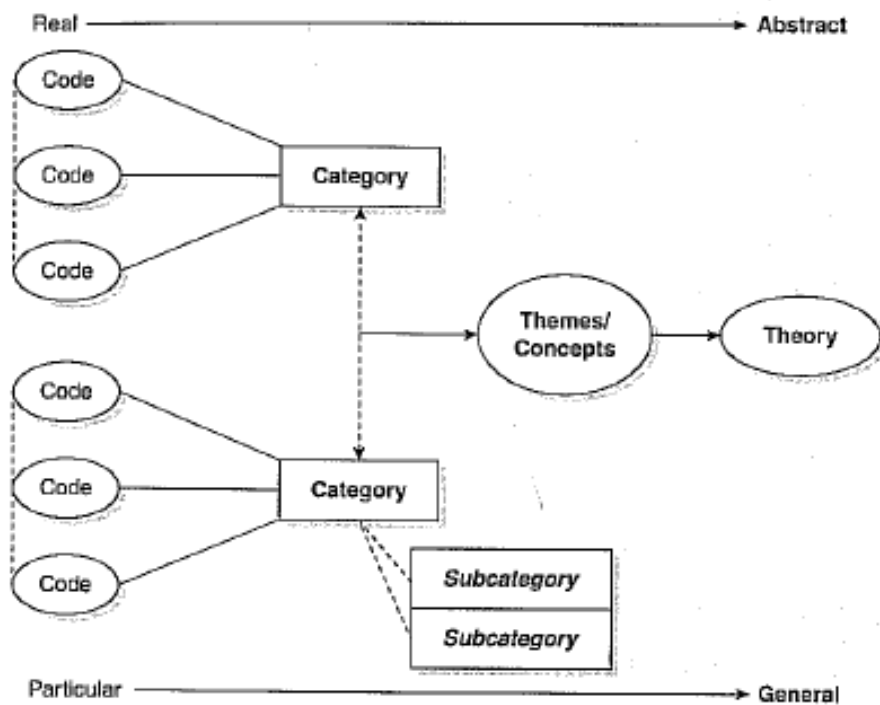 Real
Abstract
Code
Code
Category
Code
Themes/
Concepts
Theory
Code
Code
Category
Code
Subcategory
Subcategory
Particular
General